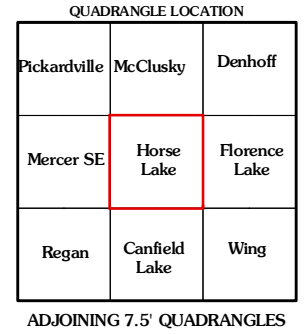 QUADRANGLE LOCATION
Pickardville McClusky Denhoff
Mercer SE Horse Lake Florence Lake
Regan Canfield Lake Wing
ADJOINING 7.5' QUADRANGLES